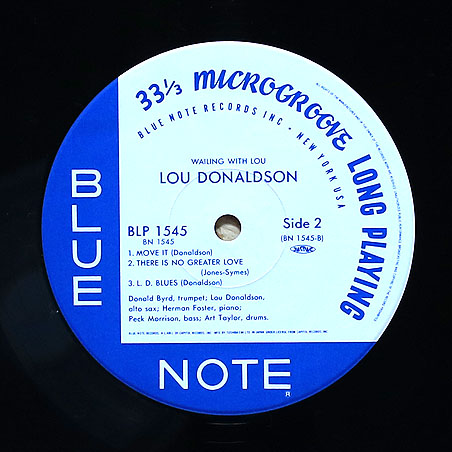 33 1/3 MICROGROOVE LONG PLAYING
BLUE NOTE RECORDS INC • NEW YORK USA
WAILING WITH LOU
LOU DONALDSON
BLP 1545
Side 2
BN 1545
(BN 1545-B)
1. MOVE IT (Donaldson)
2. THERE IS NO GREATER LOVE
(Jones-Symes)
3. L. D. BLUES (Donaldson)
Donald Byrd, trumpet; Lou Donaldson,
alto sax; Herman Foster, piano;
Peck Morrison, bass; Art Taylor, drums.
BLUE
NOTE
R